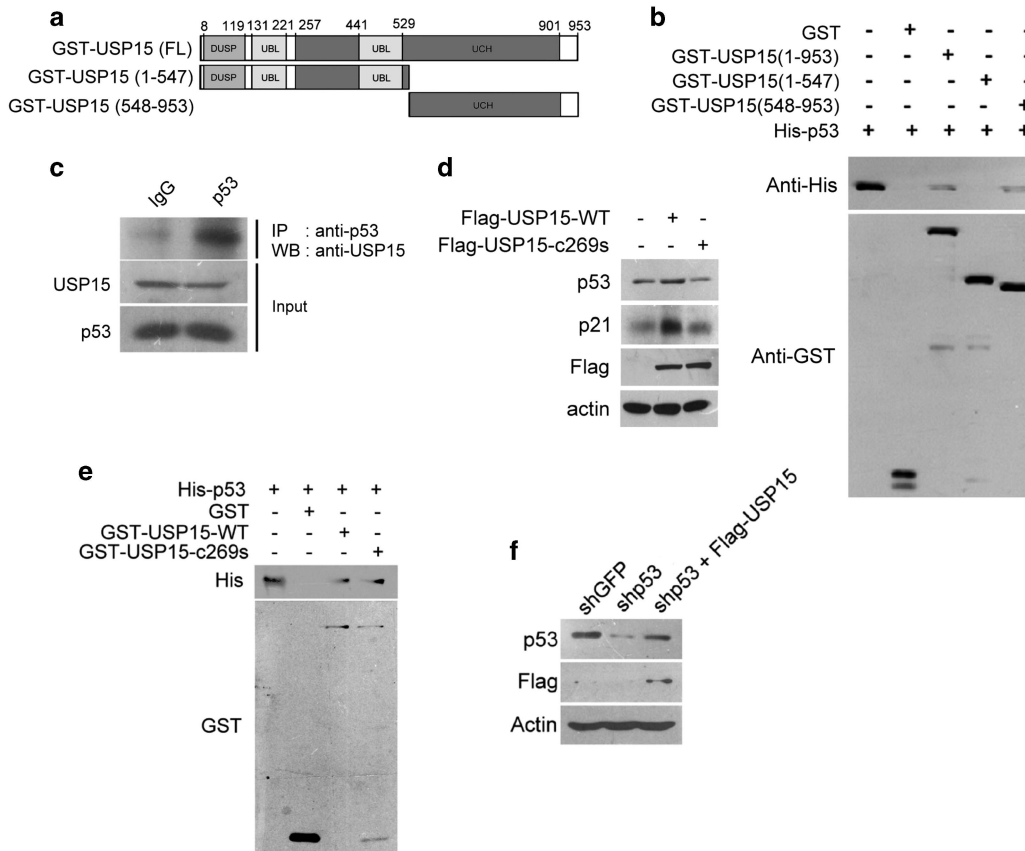 a
8 119 131 221 257 441 529 901 953
GST-USP15 (FL) DUSP UBL UBL UCH
GST-USP15 (1-547) DUSP UBL UBL
GST-USP15 (548-953) UCH
b
GST - + - - -
GST-USP15(1-953) - - + - -
GST-USP15(1-547) - - - + -
GST-USP15(548-953) - - - - +
His-p53 + + + + +
Anti-His
Anti-GST
c
IgG p53
IP : anti-p53
WB : anti-USP15
USP15
p53
Input
d
Flag-USP15-WT - + -
Flag-USP15-c269s - - +
p53
p21
Flag
actin
e
His-p53 + + + +
GST - + - -
GST-USP15-WT - - + -
GST-USP15-c269s - - - +
His
GST
f
shGFP shp53 shp53 + Flag-USP15
p53
Flag
Actin